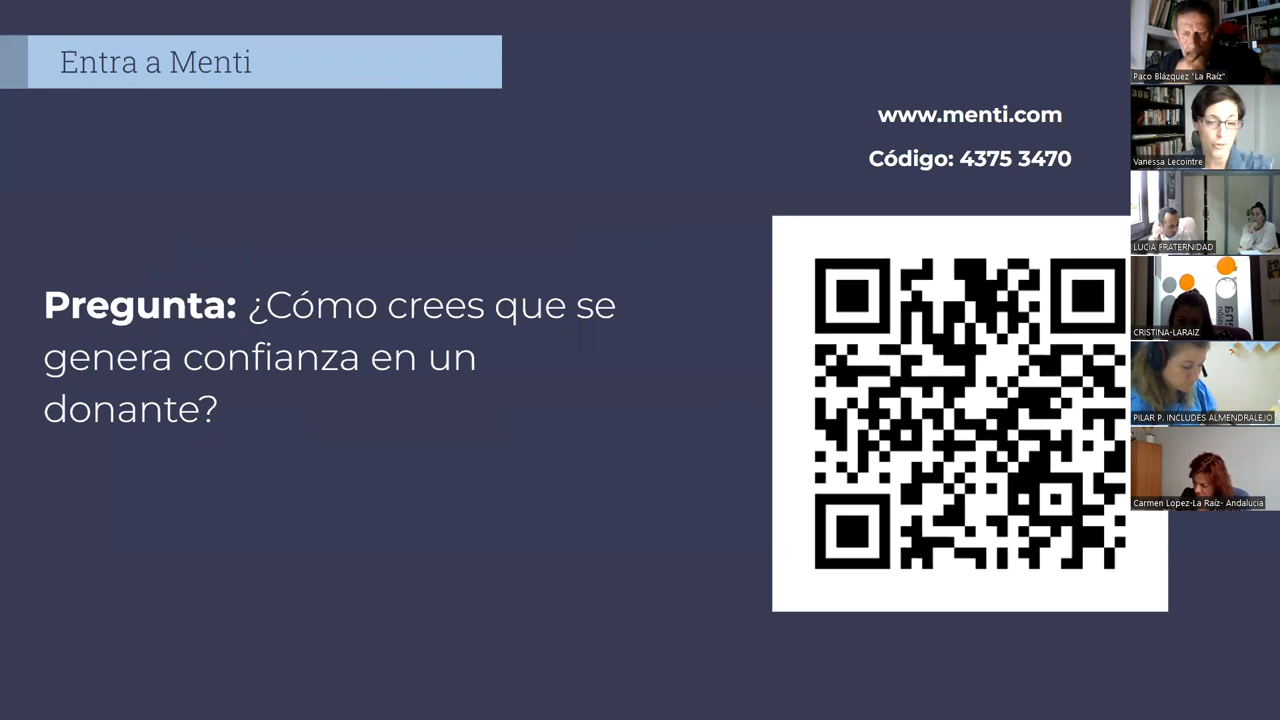 Entra a Menti
www.menti.com
Código: 4375 3470
Pregunta: ¿Cómo crees que se
genera confianza en un
donante?
Paco Blázquez "La Raíz"
Vanessa Lecointre
LUCIA FRATERNIDAD
CRISTINA-LARAIZ
PILAR P. INCLUDES ALMENDRALEJO
Carmen Lopez-La Raíz- Andalucia